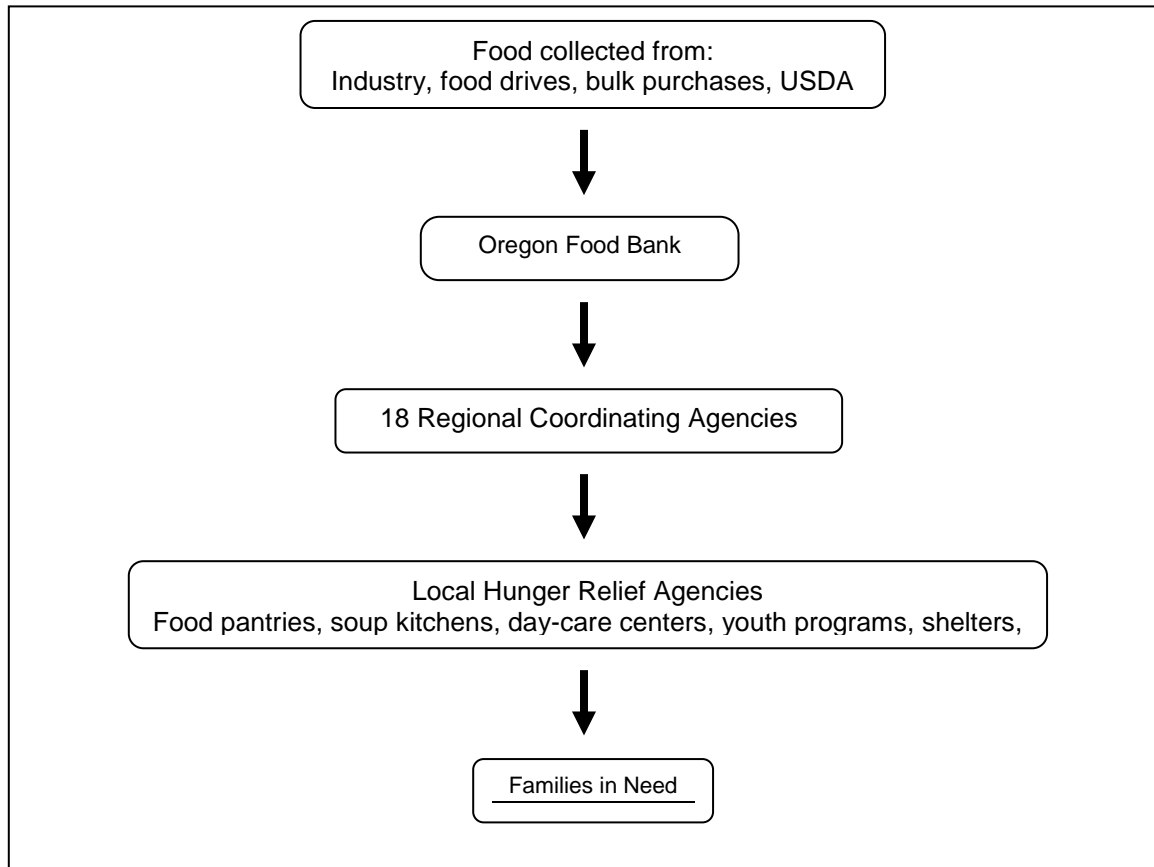 Food collected from:
Industry, food drives, bulk purchases, USDA
Oregon Food Bank
18 Regional Coordinating Agencies
Local Hunger Relief Agencies
Food pantries, soup kitchens, day-care centers, youth programs, shelters,
Families in Need